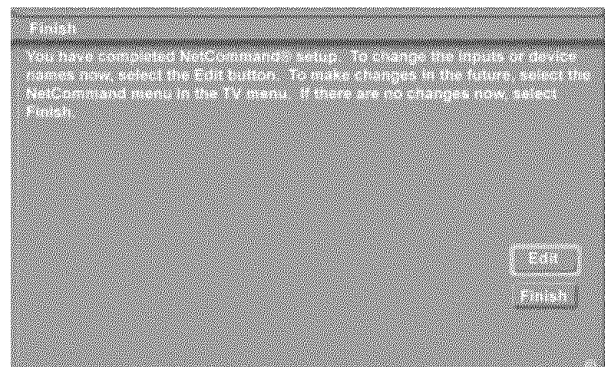 Finish
You have completed NetCommand® setup. To change the inputs or device
names now, select the Edit button. To make changes in the future, select the
NetCommand menu in the TV menu. If there are no changes now, select
Finish.
Edit
Finish